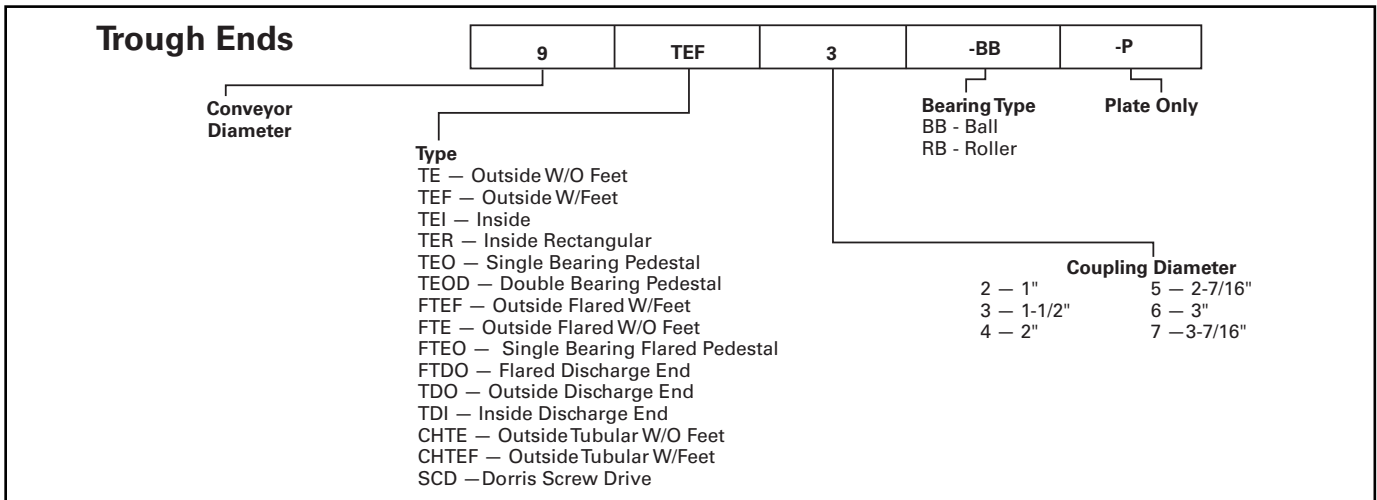 Trough Ends
9 TEF 3 -BB -P
Conveyor
Diameter
Type
TE — Outside W/O Feet
TEF — Outside W/Feet
TEI — Inside
TER — Inside Rectangular
TEO — Single Bearing Pedestal
TEOD — Double Bearing Pedestal
FTEF — Outside Flared W/Feet
FTE — Outside Flared W/O Feet
FTEO — Single Bearing Flared Pedestal
FTDO — Flared Discharge End
TDO — Outside Discharge End
TDI — Inside Discharge End
CHTE — Outside Tubular W/O Feet
CHTEF — Outside Tubular W/Feet
SCD —Dorris Screw Drive
Coupling Diameter
2 — 1" 5 — 2-7/16"
3 — 1-1/2" 6 — 3"
4 — 2" 7 —3-7/16"
Bearing Type
BB - Ball
RB - Roller
Plate Only